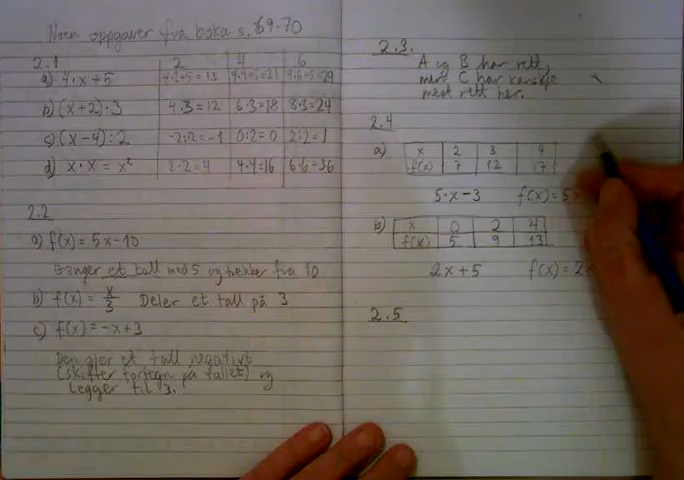 Noen oppgaver fra boka s. 69-70
2.1 2 4 6
a) 4·x+5 4·2+5=13 4·4+5=21 4·6+5=29
b) (x+2)·3 4·3=12 6·3=18 8·3=24
c) (x-4):2 -2:2=-1 0:2=0 2:2=1
d) x·x=x² 2·2=4 4·4=16 6·6=36
2.2
a) f(x)=5x-10
Ganger et tall med 5 og trekker fra 10
b) f(x)=x/3 Deler et tall på 3
c) f(x)=-x+3
Den gjør et tall negativt
(skifter fortegn på tallet) og
legger til 3.
2.3.
A og B har rett,
men C har kanskje
mest rett her.
2.4
a) x 2 3 4
f(x) 7 12 17
5·x-3 f(x)=5x
b) x 0 2 4
f(x) 5 9 13
2x+5 f(x)=2x
2.5